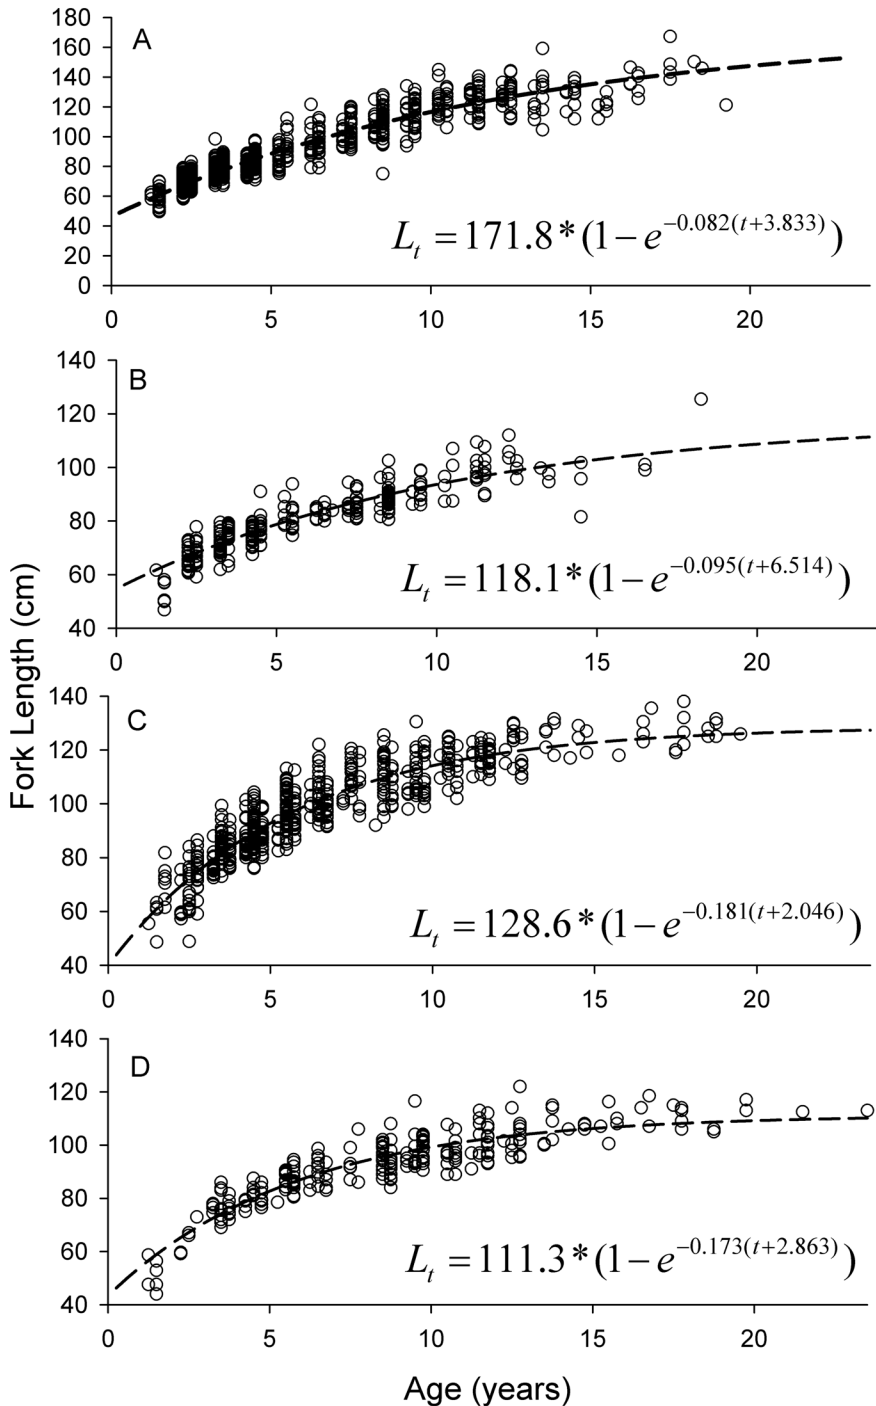 Fork Length (cm)
A
180
160
140
120
100
80
60
40
20
0
L_t = 171.8*(1−e^{−0.082(t+3.833)})
0 5 10 15 20
B
140
120
100
80
60
40
L_t = 118.1*(1−e^{−0.095(t+6.514)})
0 5 10 15 20
C
140
120
100
80
60
40
L_t = 128.6*(1−e^{−0.181(t+2.046)})
0 5 10 15 20
D
140
120
100
80
60
40
L_t = 111.3*(1−e^{−0.173(t+2.863)})
0 5 10 15 20
Age (years)